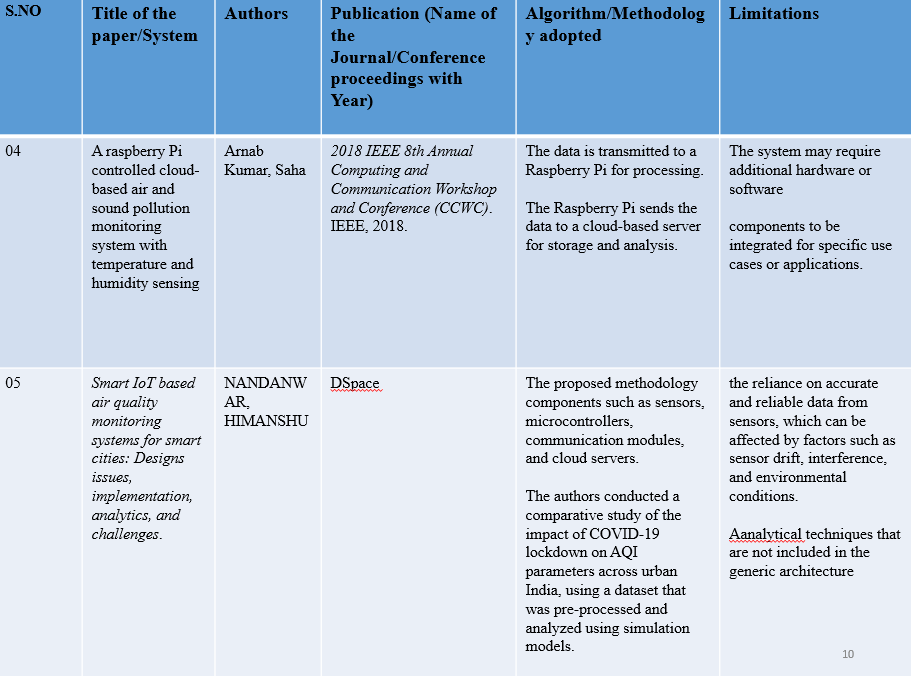 S.NO
Title of the
paper/System
Authors
Publication (Name of
the
Journal/Conference
proceedings with
Year)
Algorithm/Methodolog
y adopted
Limitations
04
A raspberry Pi
controlled cloud-
based air and
sound pollution
monitoring
system with
temperature and
humidity sensing
Arnab
Kumar, Saha
2018 IEEE 8th Annual
Computing and
Communication Workshop
and Conference (CCWC).
IEEE, 2018.
The data is transmitted to a
Raspberry Pi for processing.
The Raspberry Pi sends the
data to a cloud-based server
for storage and analysis.
The system may require
additional hardware or
software
components to be
integrated for specific use
cases or applications.
05
Smart IoT based
air quality
monitoring
systems for smart
cities: Designs
issues,
implementation,
analytics, and
challenges.
NANDANW
AR,
HIMANSHU
DSpace
The proposed methodology
components such as sensors,
microcontrollers,
communication modules,
and cloud servers.
The authors conducted a
comparative study of the
impact of COVID-19
lockdown on AQI
parameters across urban
India, using a dataset that
was pre-processed and
analyzed using simulation
models.
the reliance on accurate
and reliable data from
sensors, which can be
affected by factors such as
sensor drift, interference,
and environmental
conditions.
Aanalytical techniques that
are not included in the
generic architecture
10